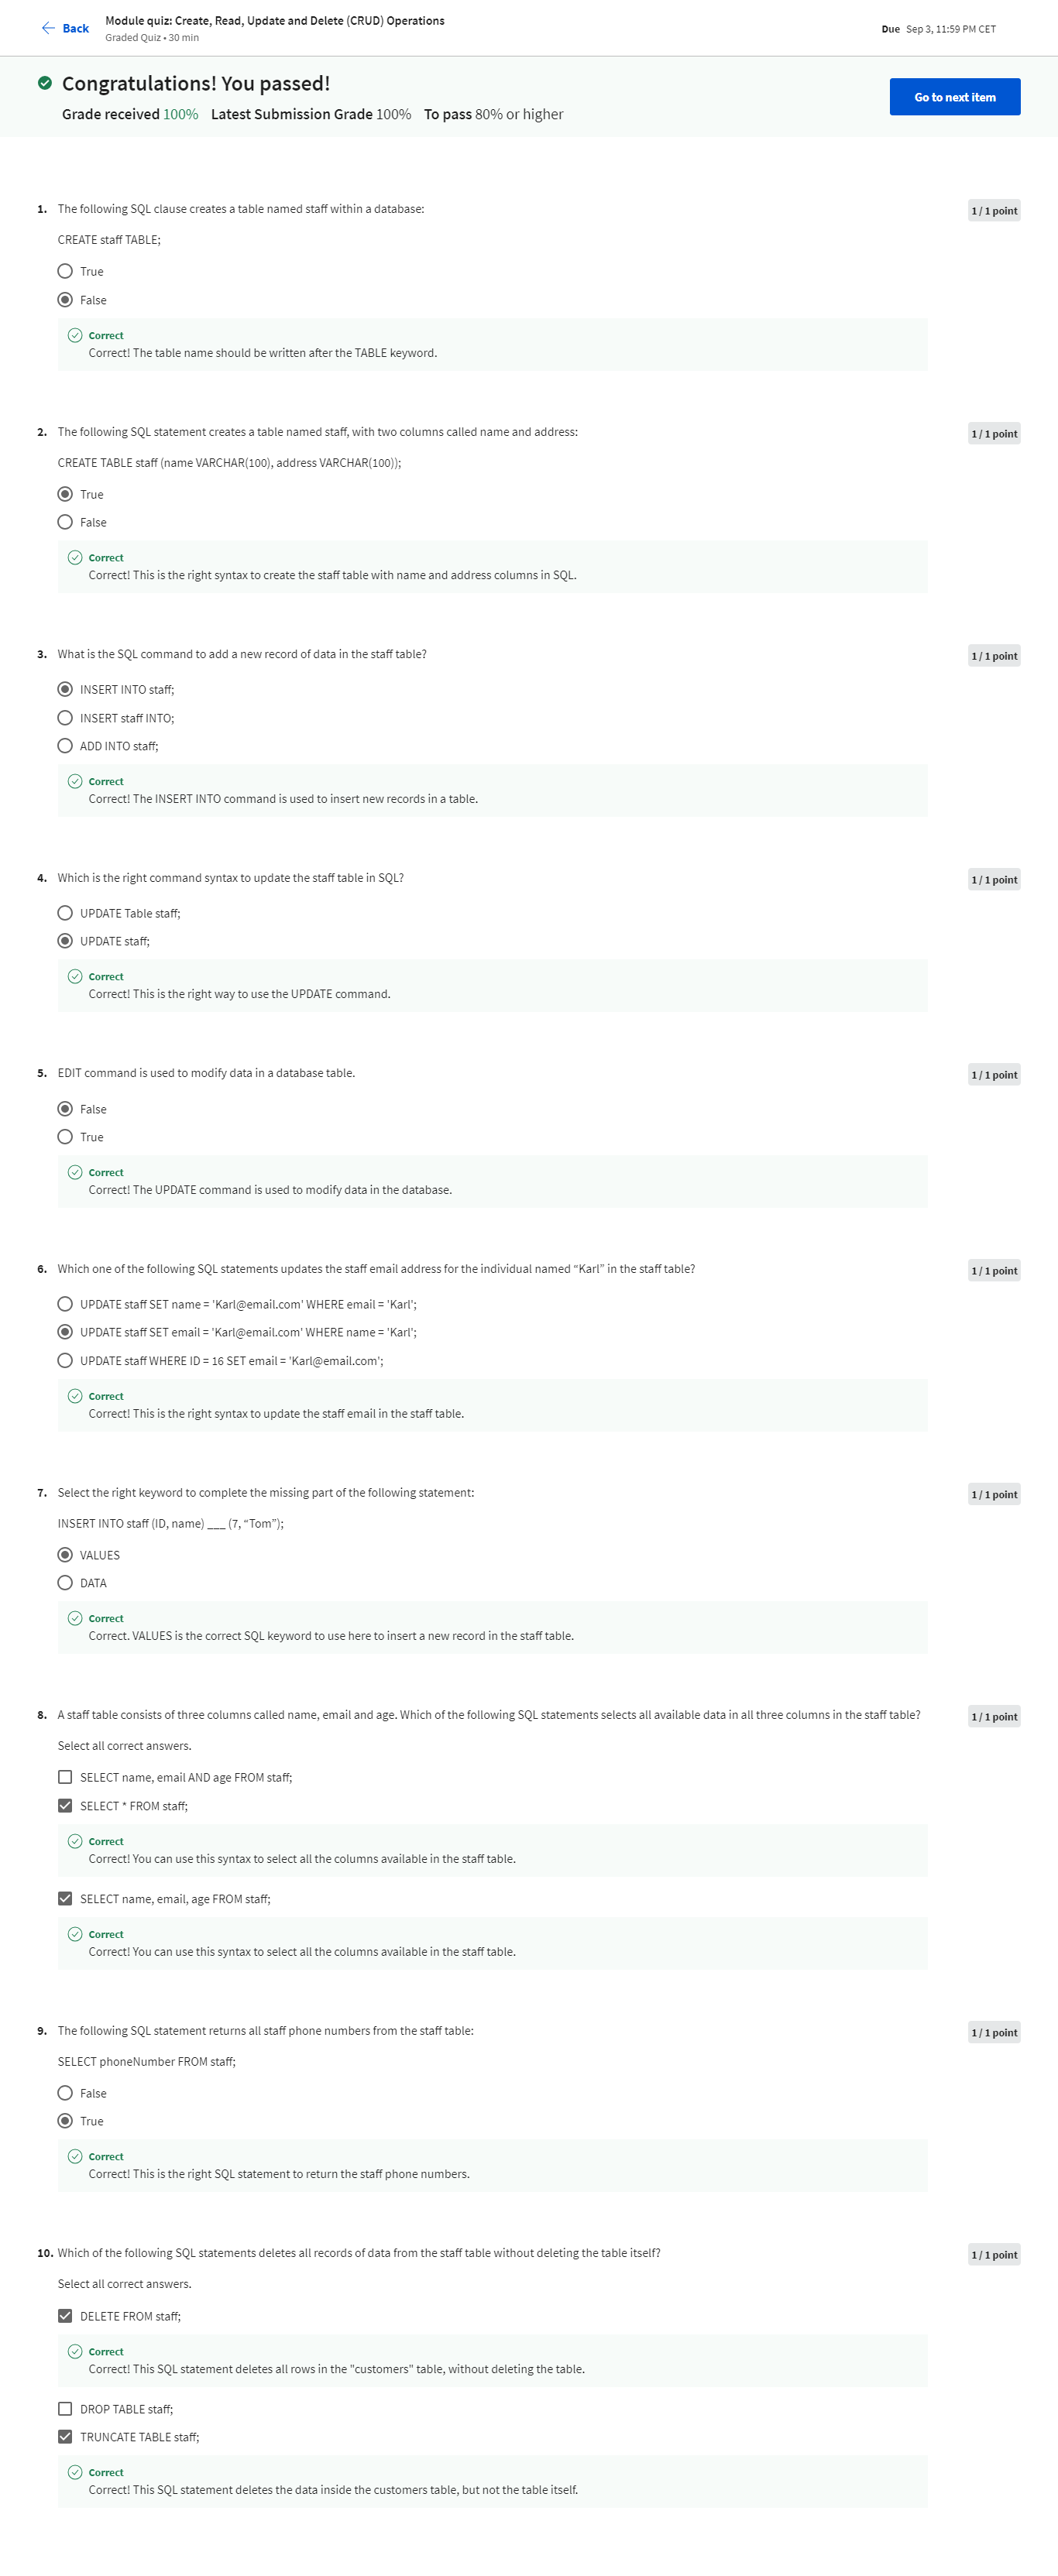 Back
Module quiz: Create, Read, Update and Delete (CRUD) Operations
Graded Quiz • 30 min
Due Sep 3, 11:59 PM CET
Congratulations! You passed!
Grade received 100% Latest Submission Grade 100% To pass 80% or higher
Go to next item
1. The following SQL clause creates a table named staff within a database:
1 / 1 point
CREATE staff TABLE;
True
False
Correct
Correct! The table name should be written after the TABLE keyword.
2. The following SQL statement creates a table named staff, with two columns called name and address:
1 / 1 point
CREATE TABLE staff (name VARCHAR(100), address VARCHAR(100));
True
False
Correct
Correct! This is the right syntax to create the staff table with name and address columns in SQL.
3. What is the SQL command to add a new record of data in the staff table?
1 / 1 point
INSERT INTO staff;
INSERT staff INTO;
ADD INTO staff;
Correct
Correct! The INSERT INTO command is used to insert new records in a table.
4. Which is the right command syntax to update the staff table in SQL?
1 / 1 point
UPDATE Table staff;
UPDATE staff;
Correct
Correct! This is the right way to use the UPDATE command.
5. EDIT command is used to modify data in a database table.
1 / 1 point
False
True
Correct
Correct! The UPDATE command is used to modify data in the database.
6. Which one of the following SQL statements updates the staff email address for the individual named “Karl” in the staff table?
1 / 1 point
UPDATE staff SET name = 'Karl@email.com' WHERE email = 'Karl';
UPDATE staff SET email = 'Karl@email.com' WHERE name = 'Karl';
UPDATE staff WHERE ID = 16 SET email = 'Karl@email.com';
Correct
Correct! This is the right syntax to update the staff email in the staff table.
7. Select the right keyword to complete the missing part of the following statement:
1 / 1 point
INSERT INTO staff (ID, name) ___ (7, “Tom”);
VALUES
DATA
Correct
Correct. VALUES is the correct SQL keyword to use here to insert a new record in the staff table.
8. A staff table consists of three columns called name, email and age. Which of the following SQL statements selects all available data in all three columns in the staff table?
1 / 1 point
Select all correct answers.
SELECT name, email AND age FROM staff;
SELECT * FROM staff;
Correct
Correct! You can use this syntax to select all the columns available in the staff table.
SELECT name, email, age FROM staff;
Correct
Correct! You can use this syntax to select all the columns available in the staff table.
9. The following SQL statement returns all staff phone numbers from the staff table:
1 / 1 point
SELECT phoneNumber FROM staff;
False
True
Correct
Correct! This is the right SQL statement to return the staff phone numbers.
10. Which of the following SQL statements deletes all records of data from the staff table without deleting the table itself?
1 / 1 point
Select all correct answers.
DELETE FROM staff;
Correct
Correct! This SQL statement deletes all rows in the "customers" table, without deleting the table.
DROP TABLE staff;
TRUNCATE TABLE staff;
Correct
Correct! This SQL statement deletes the data inside the customers table, but not the table itself.